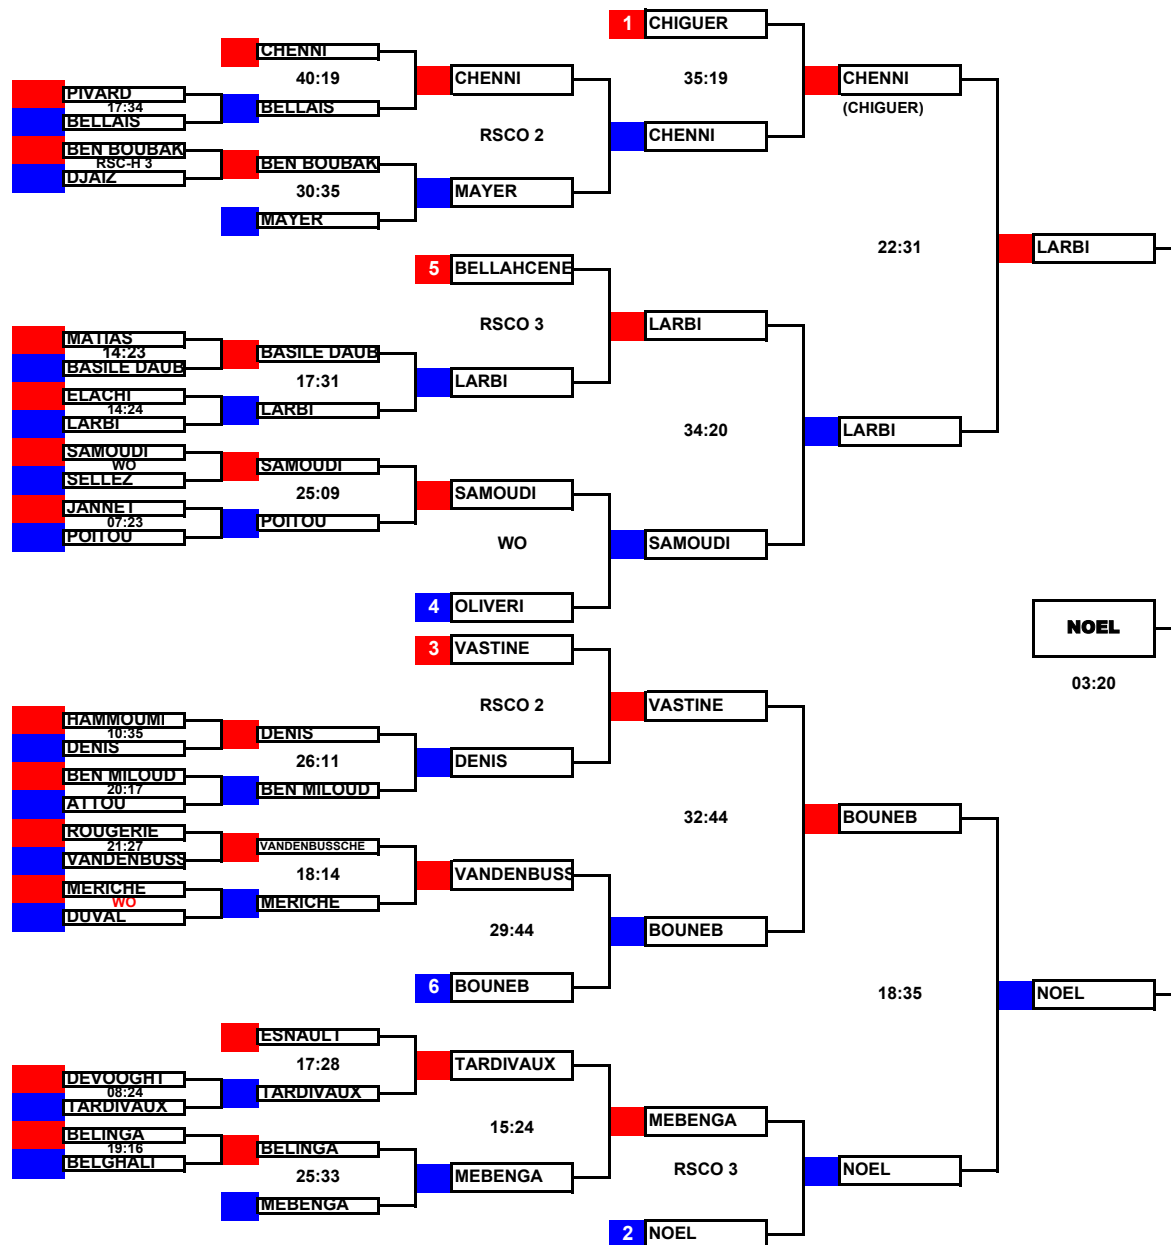 1 CHIGUER
CHENNI
40:19
CHENNI
35:19
CHENNI
(CHIGUER)
PIVARD
17:34
BELLAIS
BELLAIS
RSCO 2
CHENNI
BEN BOUBAK
RSC-H 3
DJAIZ
BEN BOUBAK
30:35
MAYER
MAYER
22:31
LARBI
5 BELLAHCENE
RSCO 3
LARBI
MATIAS
14:23
BASILE DAUB
BASILE DAUB
17:31
LARBI
ELACHI
14:24
LARBI
LARBI
34:20
LARBI
SAMOUDI
WO
SELLEZ
SAMOUDI
25:09
SAMOUDI
JANNET
07:23
POITOU
POITOU
WO
SAMOUDI
4 OLIVERI
NOEL
03:20
3 VASTINE
RSCO 2
VASTINE
HAMMOUMI
10:35
DENIS
DENIS
26:11
DENIS
BEN MILOUD
20:17
ATTOU
BEN MILOUD
32:44
BOUNEB
ROUGERIE
21:27
VANDENBUSS
VANDENBUSSCHE
18:14
VANDENBUSS
MERICHE
WO
DUVAL
MERICHE
29:44
BOUNEB
6 BOUNEB
18:35
NOEL
ESNAULT
17:28
TARDIVAUX
DEVOOGHT
08:24
TARDIVAUX
TARDIVAUX
15:24
MEBENGA
BELINGA
19:16
BELGHALI
BELINGA
25:33
MEBENGA
MEBENGA
RSCO 3
NOEL
2 NOEL